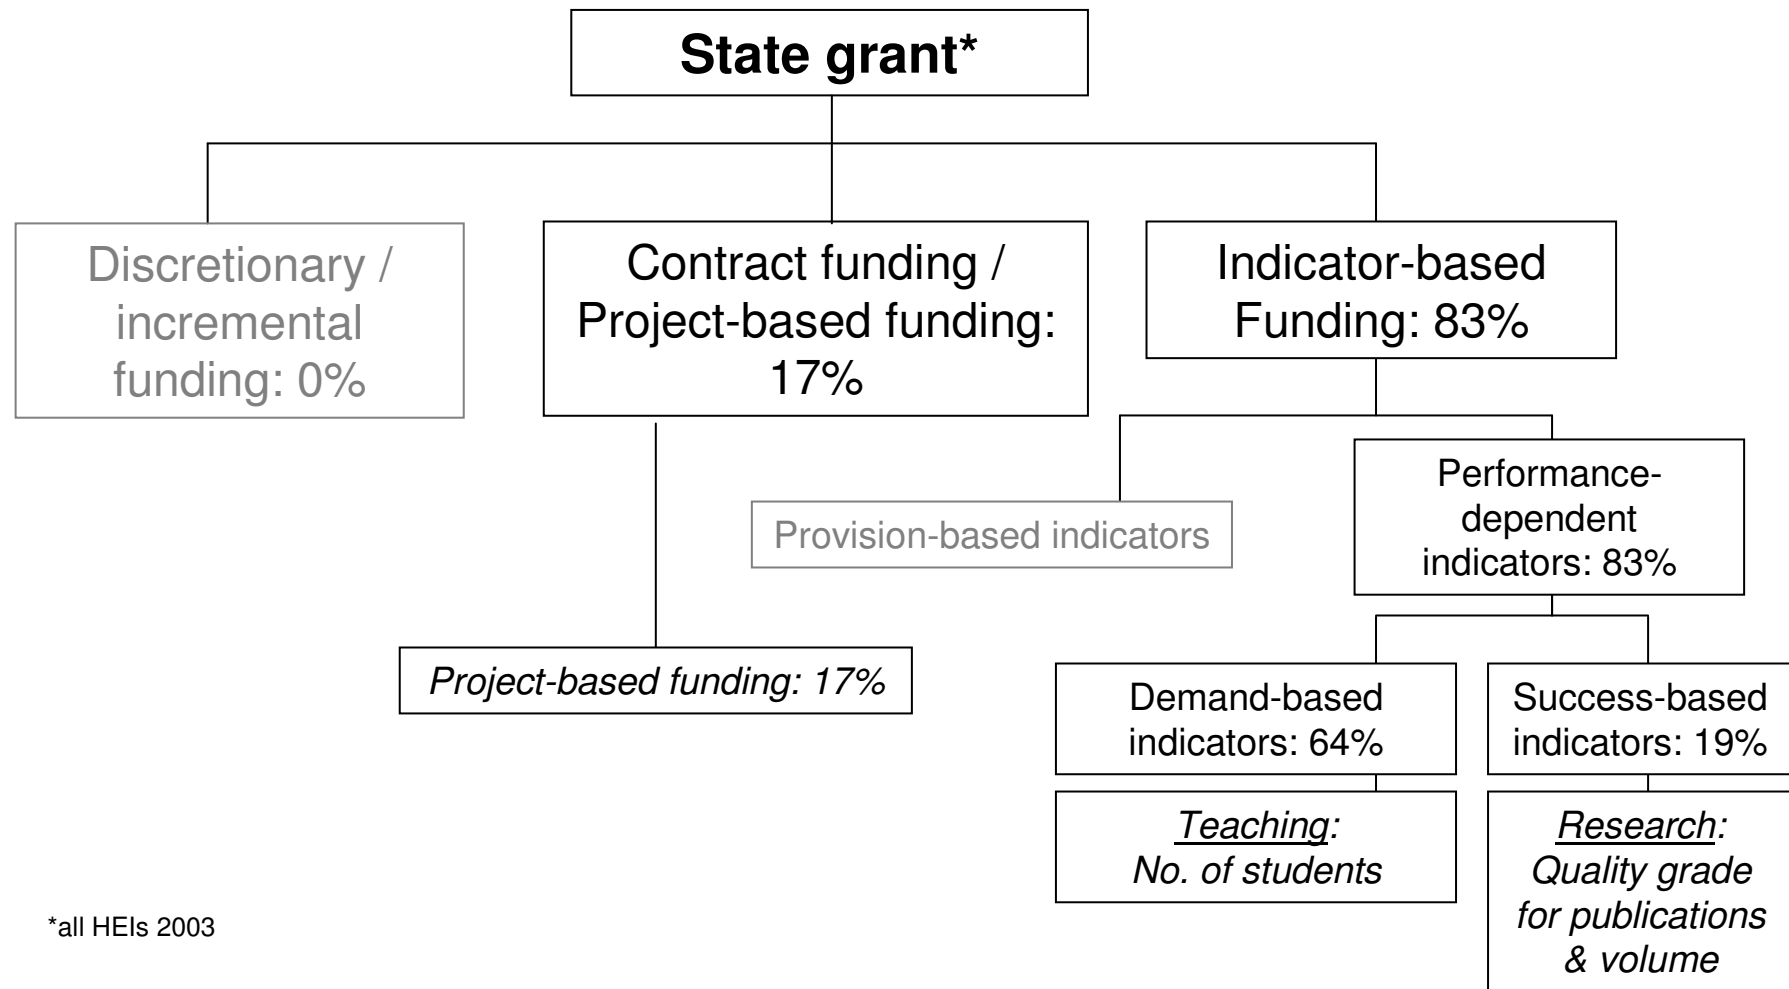 State grant*
Discretionary /
incremental
funding: 0%
Contract funding /
Project-based funding:
17%
Indicator-based
Funding: 83%
Provision-based indicators
Performance-
dependent
indicators: 83%
Project-based funding: 17%
Demand-based
indicators: 64%
Success-based
indicators: 19%
Teaching:
No. of students
Research:
Quality grade
for publications
& volume
*all HEIs 2003